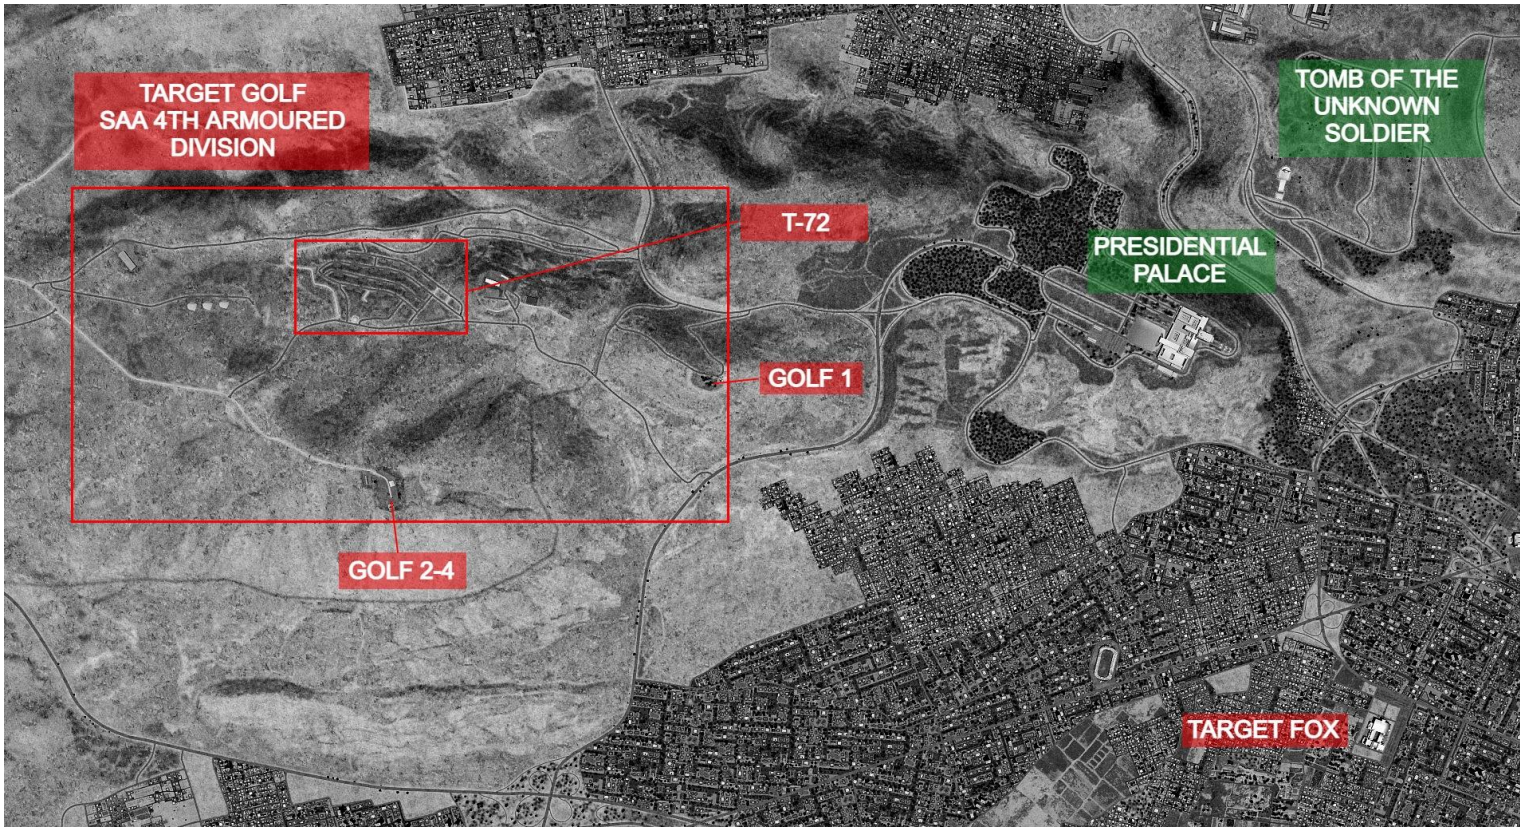 TARGET GOLF
SAA 4TH ARMOURED
DIVISION
TOMB OF THE
UNKNOWN
SOLDIER
T-72
PRESIDENTIAL
PALACE
GOLF 1
GOLF 2-4
TARGET FOX